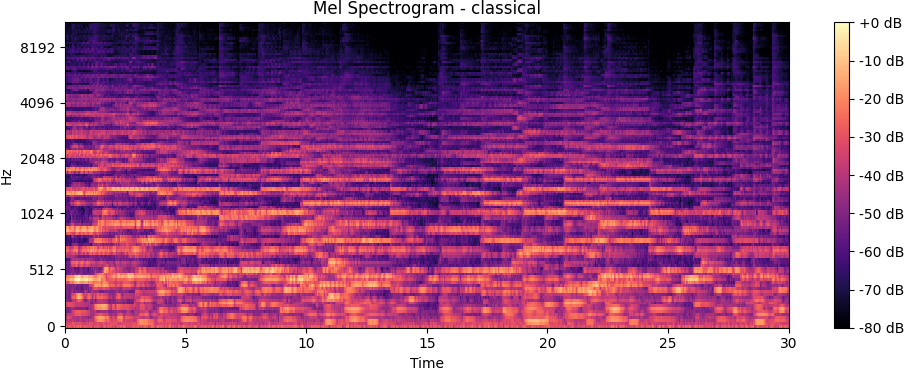 Mel Spectrogram - classical
Hz
8192
4096
2048
1024
512
0
0 5 10 15 20 25 30
Time
+0 dB
-10 dB
-20 dB
-30 dB
-40 dB
-50 dB
-60 dB
-70 dB
-80 dB